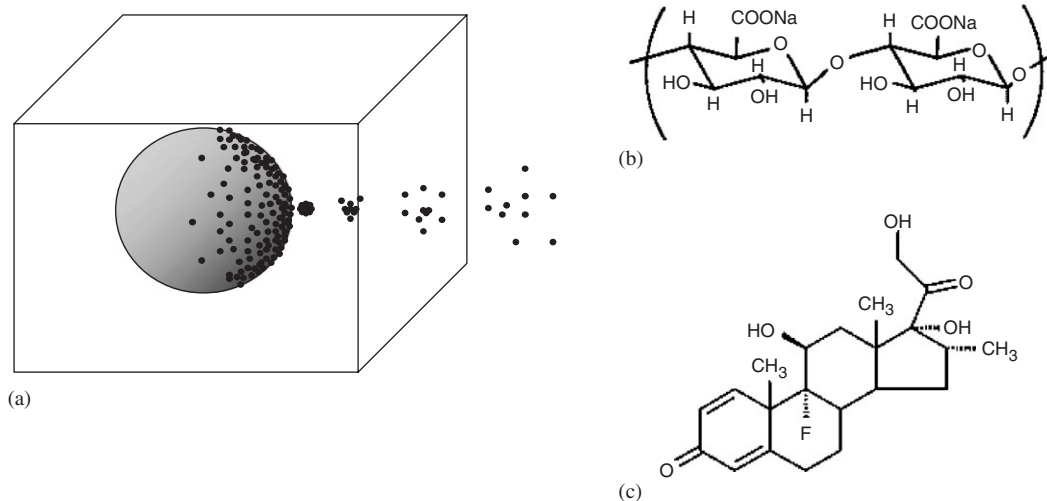 (a)
H COONa H COONa
O O
H O H O
HO HO
OH OH
H H H H
(b)
OH
O
CH3
HO OH
CH3 CH3
F
O
(c)